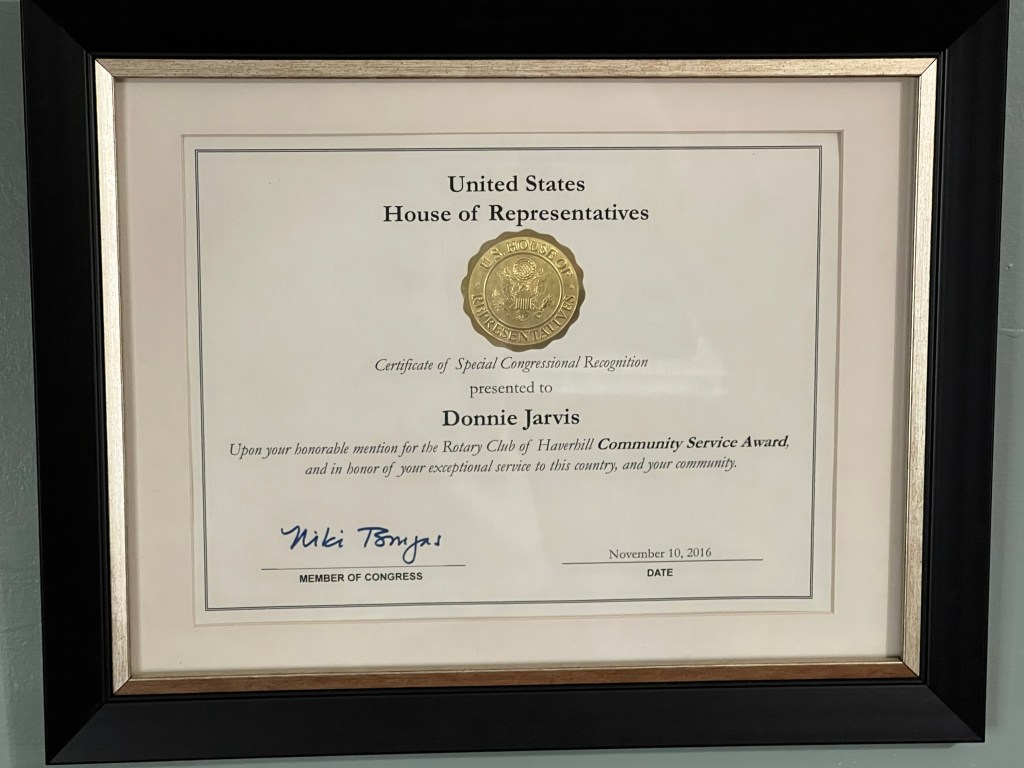 United States
House of Representatives
U.S. HOUSE OF
REPRESENTATIVES
Certificate of Special Congressional Recognition
presented to
Donnie Jarvis
Upon your honorable mention for the Rotary Club of Haverhill Community Service Award,
and in honor of your exceptional service to this country, and your community.
Niki Tsongas
November 10, 2016
MEMBER OF CONGRESS
DATE